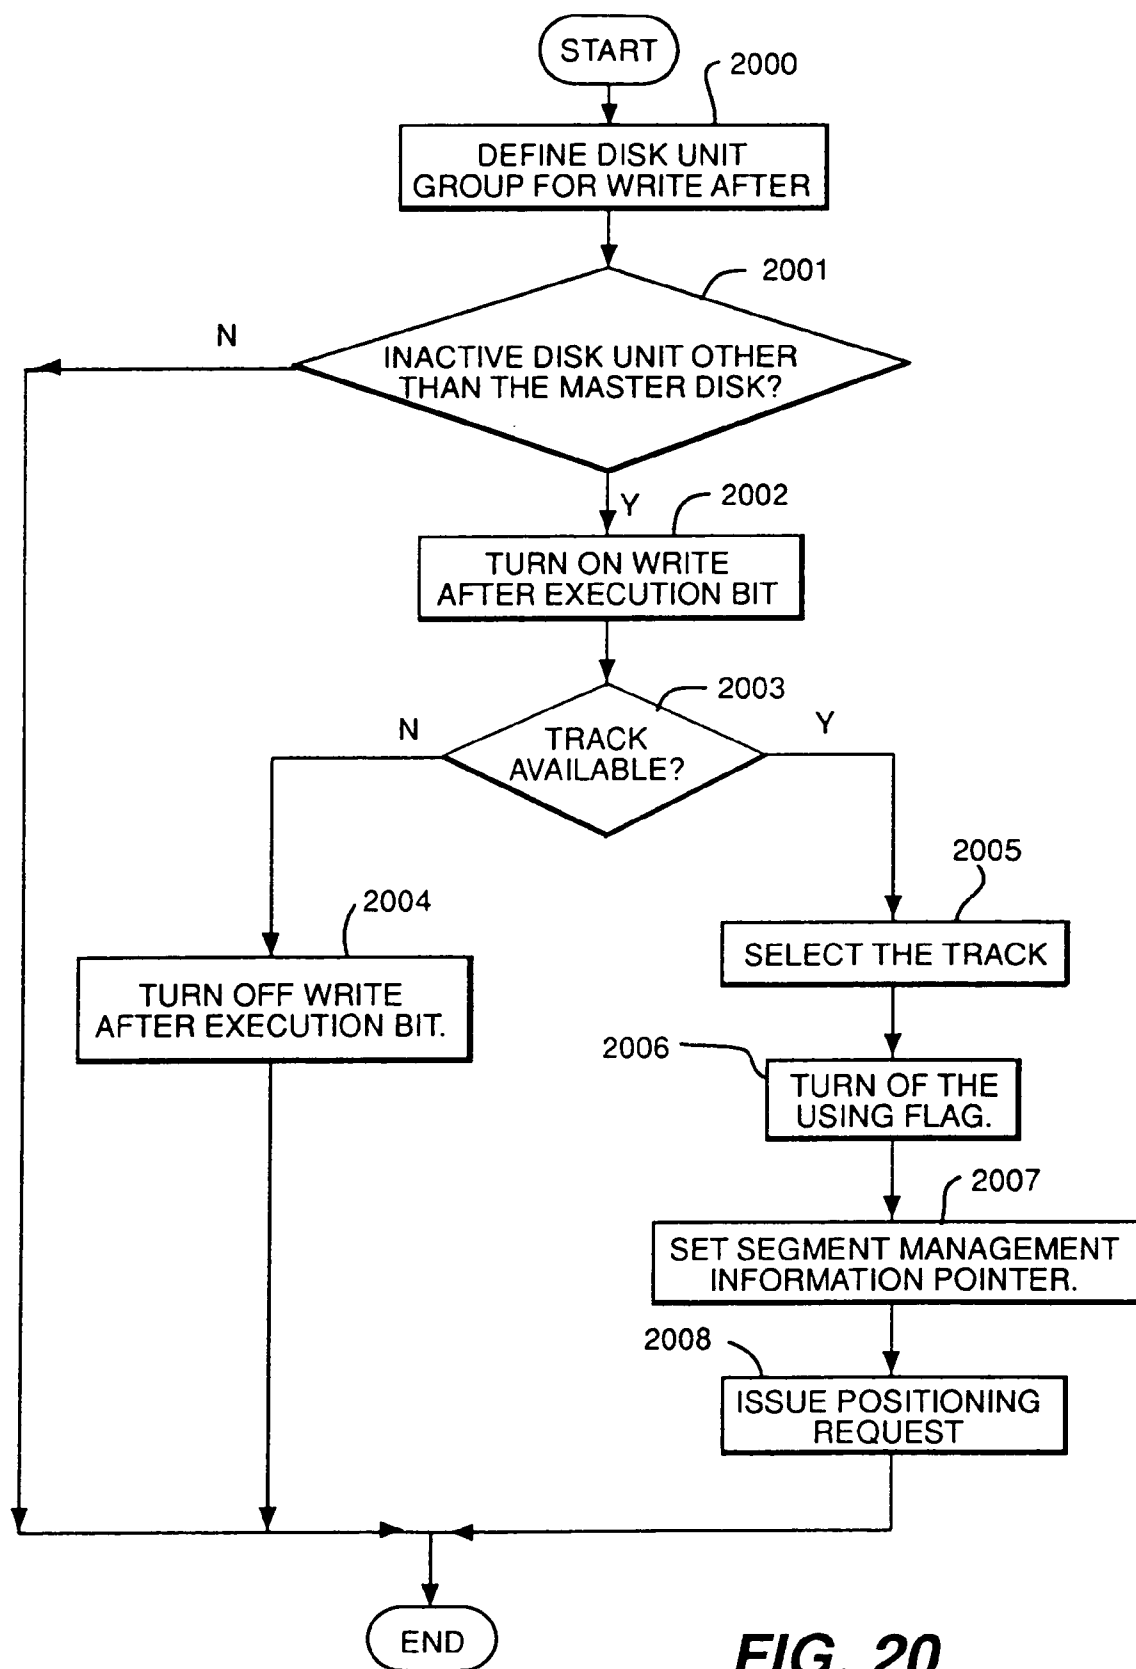 START
2000
DEFINE DISK UNIT
GROUP FOR WRITE AFTER
2001
N
INACTIVE DISK UNIT OTHER
THAN THE MASTER DISK?
Y
2002
TURN ON WRITE
AFTER EXECUTION BIT
2003
N
Y
TRACK
AVAILABLE?
2005
2004
SELECT THE TRACK
TURN OFF WRITE
AFTER EXECUTION BIT.
2006
TURN OF THE
USING FLAG.
2007
SET SEGMENT MANAGEMENT
INFORMATION POINTER.
2008
ISSUE POSITIONING
REQUEST
END
FIG. 20